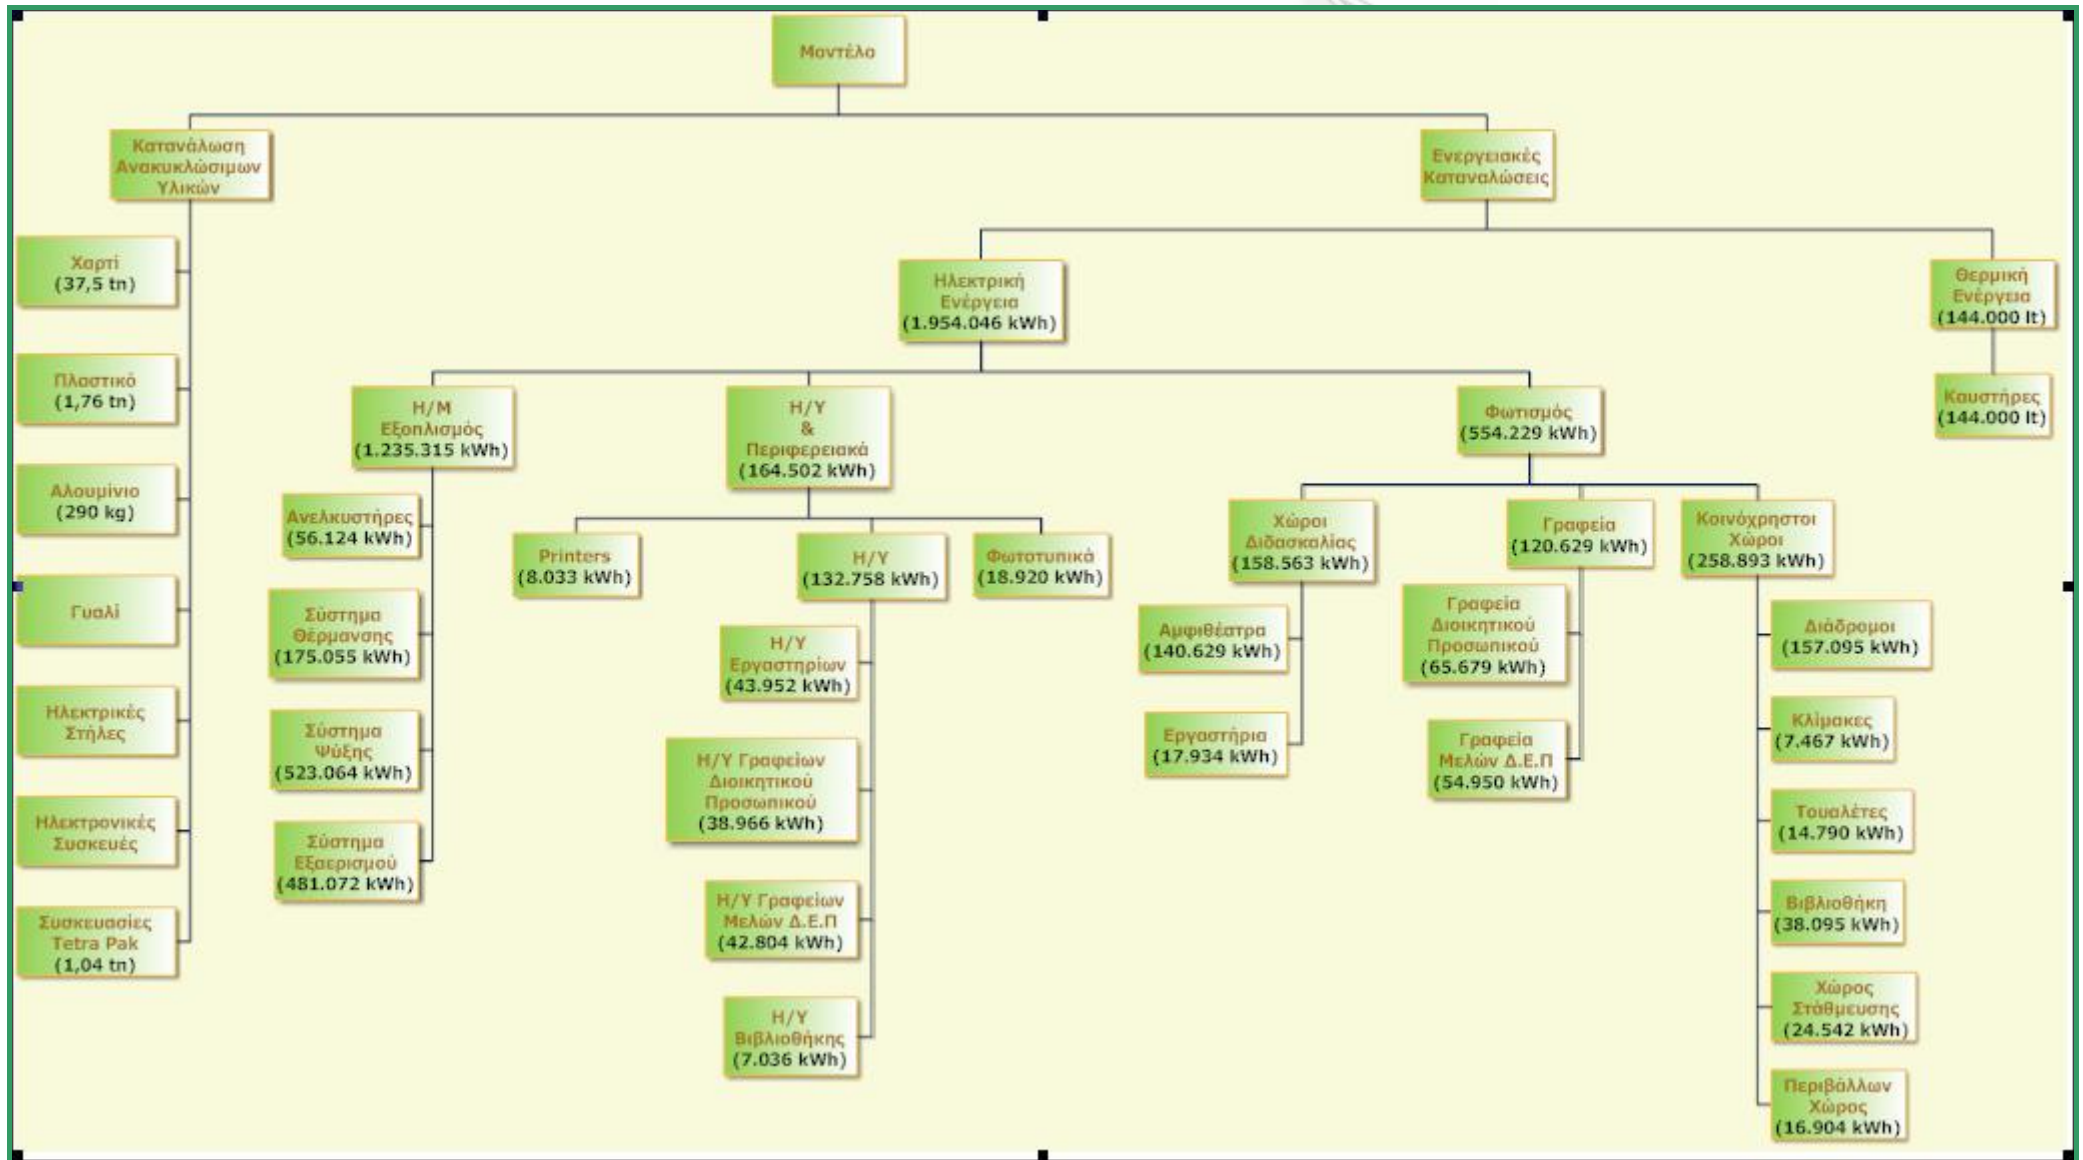 Μοντέλο
Κατανάλωση
Ανακυκλώσιμων
Υλικών
Ενεργειακές
Καταναλώσεις
Χαρτί
(37,5 tn)
Πλαστικό
(1,76 tn)
Αλουμίνιο
(290 kg)
Γυαλί
Ηλεκτρικές
Στήλες
Ηλεκτρονικές
Συσκευές
Συσκευασίες
Tetra Pak
(1,04 tn)
Ηλεκτρική
Ενέργεια
(1.954.046 kWh)
Θερμική
Ενέργεια
(144.000 lt)
Καυστήρες
(144.000 lt)
Η/Μ
Εξοπλισμός
(1.235.315 kWh)
Ανελκυστήρες
(56.124 kWh)
Σύστημα
Θέρμανσης
(175.055 kWh)
Σύστημα
Ψύξης
(523.064 kWh)
Σύστημα
Εξαερισμού
(481.072 kWh)
Η/Υ
&
Περιφερειακά
(164.502 kWh)
Printers
(8.033 kWh)
Η/Υ
(132.758 kWh)
Φωτοτυπικά
(18.920 kWh)
Η/Υ
Εργαστηρίων
(43.952 kWh)
Η/Υ Γραφείων
Διοικητικού
Προσωπικού
(38.966 kWh)
Η/Υ Γραφείων
Μελών Δ.Ε.Π
(42.804 kWh)
Η/Υ
Βιβλιοθήκης
(7.036 kWh)
Φωτισμός
(554.229 kWh)
Χώροι
Διδασκαλίας
(158.563 kWh)
Αμφιθέατρα
(140.629 kWh)
Εργαστήρια
(17.934 kWh)
Γραφεία
(120.629 kWh)
Γραφεία
Διοικητικού
Προσωπικού
(65.679 kWh)
Γραφεία
Μελών Δ.Ε.Π
(54.950 kWh)
Κοινόχρηστοι
Χώροι
(258.893 kWh)
Διάδρομοι
(157.095 kWh)
Κλίμακες
(7.467 kWh)
Τουαλέτες
(14.790 kWh)
Βιβλιοθήκη
(38.095 kWh)
Χώρος
Στάθμευσης
(24.542 kWh)
Περιβάλλων
Χώρος
(16.904 kWh)